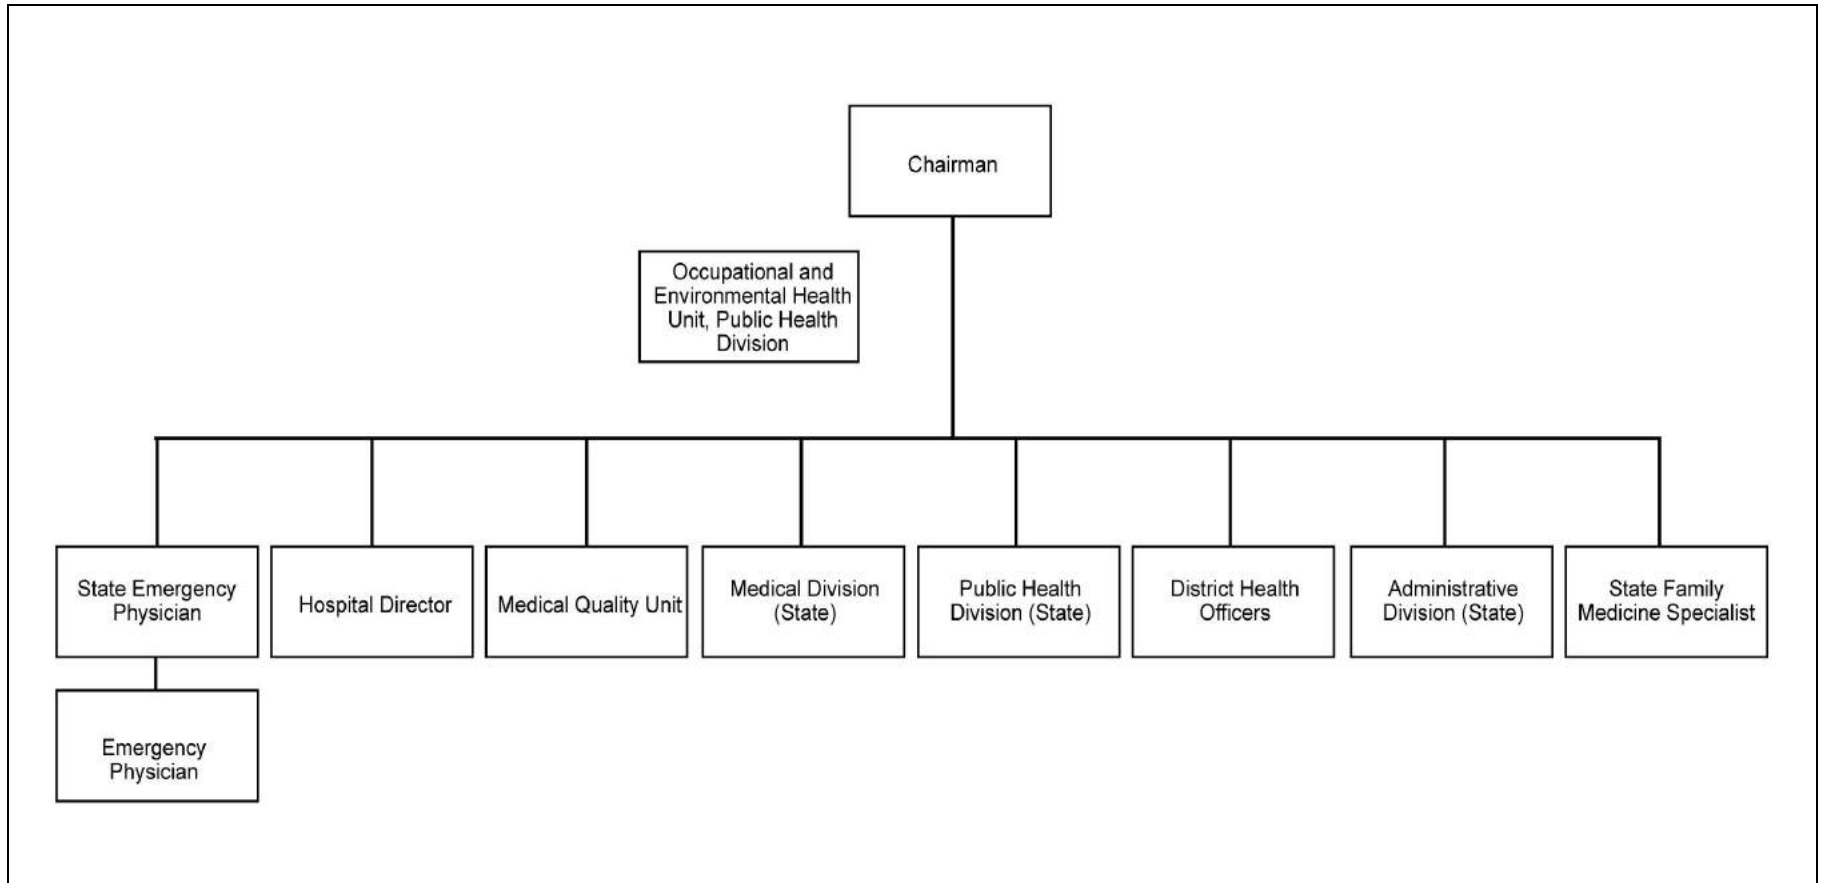 Chairman
Occupational and
Environmental Health
Unit, Public Health
Division
State Emergency
Physician
Hospital Director
Medical Quality Unit
Medical Division
(State)
Public Health
Division (State)
District Health
Officers
Administrative
Division (State)
State Family
Medicine Specialist
Emergency
Physician